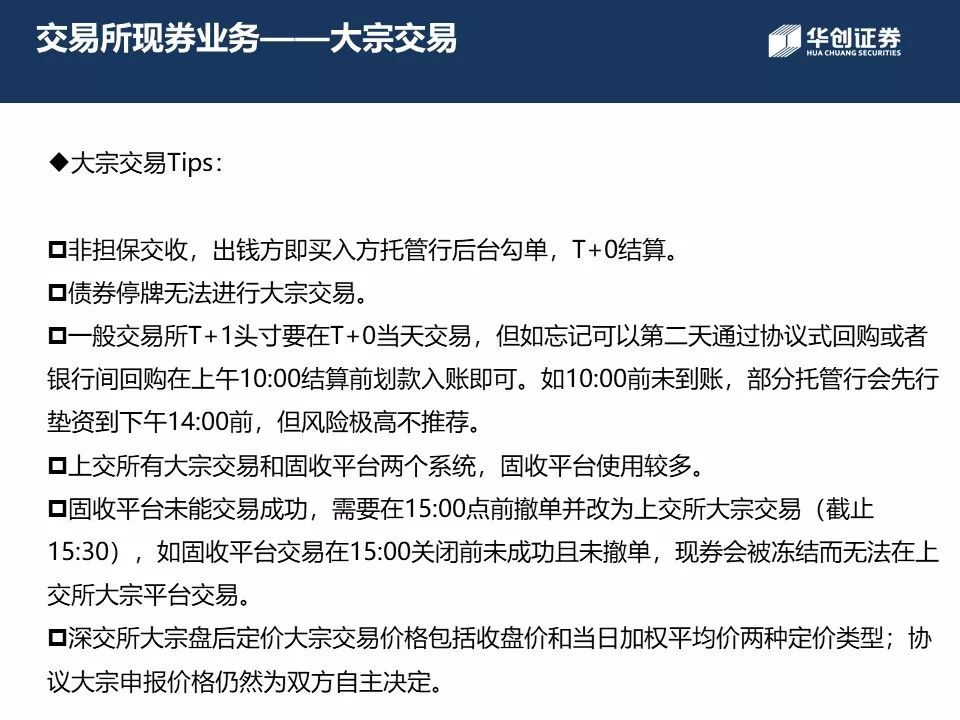 交易所现券业务——大宗交易
华创证券
HUA CHUANG SECURITIES
◆大宗交易Tips：
非担保交收，出钱方即买入方托管行后台勾单，T+0结算。
债券停牌无法进行大宗交易。
一般交易所T+1头寸要在T+0当天交易，但如忘记可以第二天通过协议式回购或者
银行间回购在上午10:00结算前划款入账即可。如10:00前未到账，部分托管行会先行
垫资到下午14:00前，但风险极高不推荐。
上交所有大宗交易和固收平台两个系统，固收平台使用较多。
固收平台未能交易成功，需要在15:00点前撤单并改为上交所大宗交易（截止
15:30），如固收平台交易在15:00关闭前未成功且未撤单，现券会被冻结而无法在上
交所大宗平台交易。
深交所大宗盘后定价大宗交易价格包括收盘价和当日加权平均价两种定价类型；协
议大宗申报价格仍然为双方自主决定。